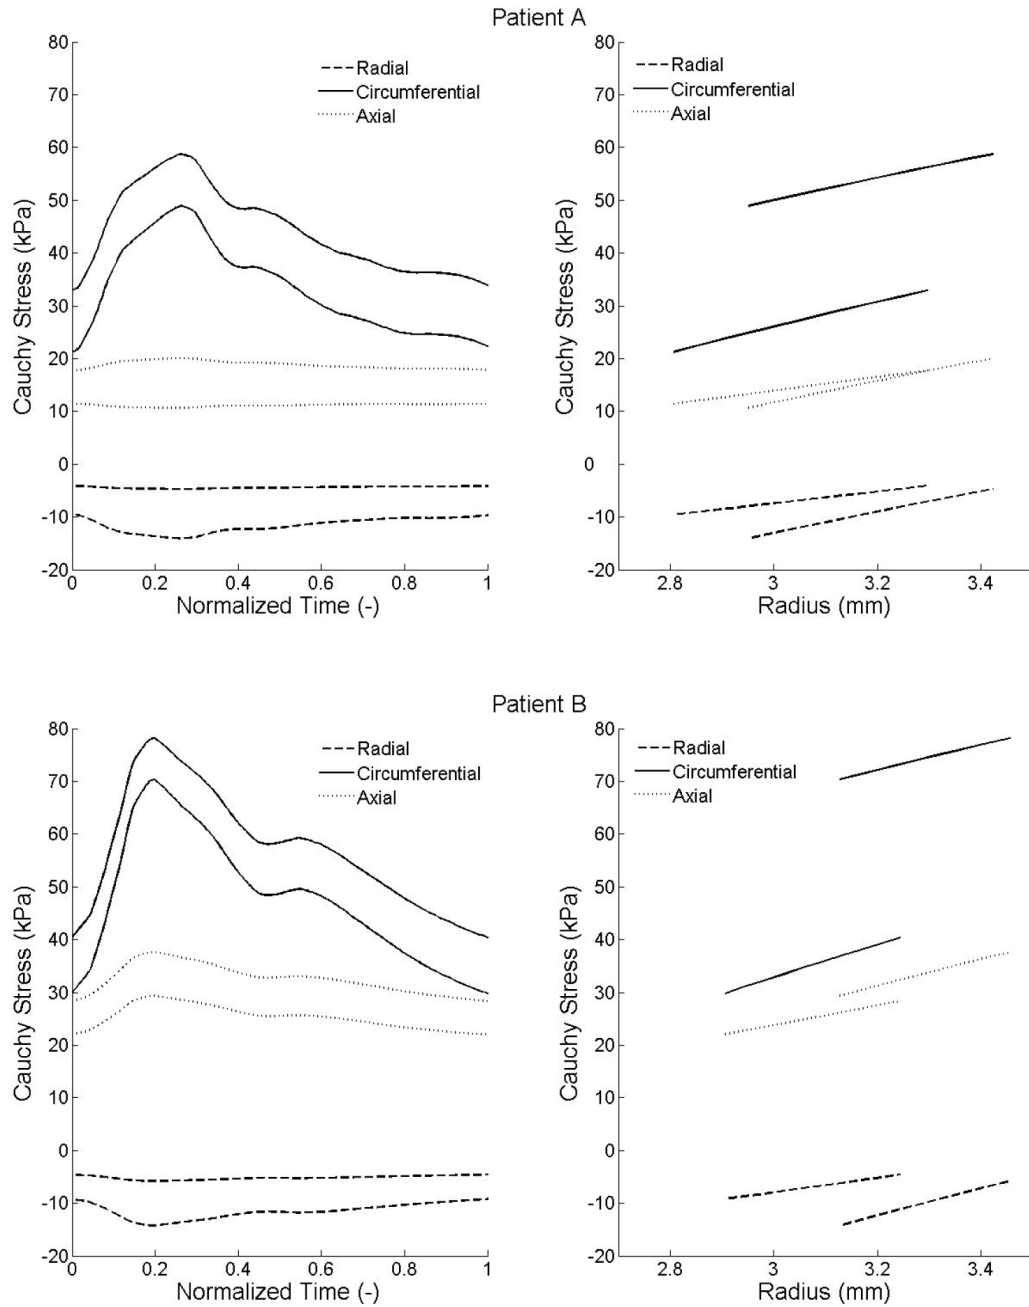 Patient A
80
70
60
50
40
30
20
10
0
-10
-20
Cauchy Stress (kPa)
Radial
Circumferential
Axial
0 0.2 0.4 0.6 0.8 1
Normalized Time (-)
80
70
60
50
40
30
20
10
0
-10
-20
Cauchy Stress (kPa)
Radial
Circumferential
Axial
2.8 3 3.2 3.4
Radius (mm)
Patient B
80
70
60
50
40
30
20
10
0
-10
-20
Cauchy Stress (kPa)
Radial
Circumferential
Axial
0 0.2 0.4 0.6 0.8 1
Normalized Time (-)
80
70
60
50
40
30
20
10
0
-10
-20
Cauchy Stress (kPa)
Radial
Circumferential
Axial
2.8 3 3.2 3.4
Radius (mm)